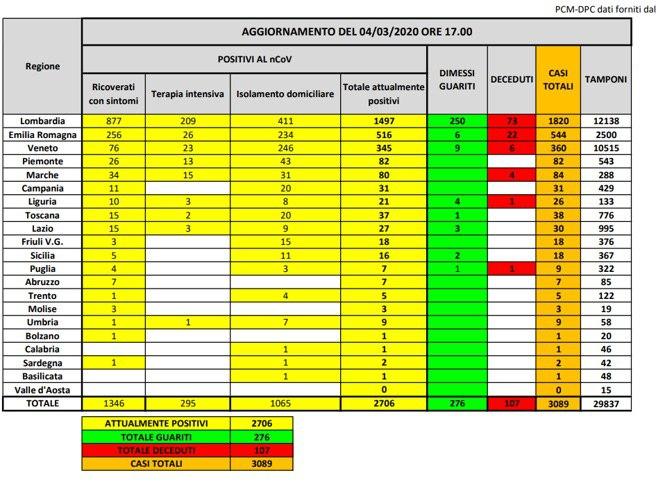 PCM-DPC dati forniti dal
AGGIORNAMENTO DEL 04/03/2020 ORE 17.00
Regione POSITIVI AL nCoV DIMESSI GUARITI DECEDUTI CASI TOTALI TAMPONI
Ricoverati con sintomi Terapia intensiva Isolamento domiciliare Totale attualmente positivi
Lombardia 877 209 411 1497 250 73 1820 12138
Emilia Romagna 256 26 234 516 6 22 544 2500
Veneto 76 23 246 345 9 6 360 10515
Piemonte 26 13 43 82 82 543
Marche 34 15 31 80 4 84 288
Campania 11 20 31 31 429
Liguria 10 3 8 21 4 1 26 133
Toscana 15 2 20 37 1 38 776
Lazio 15 3 9 27 3 30 995
Friuli V.G. 3 15 18 18 376
Sicilia 5 11 16 2 18 367
Puglia 4 3 7 1 1 9 322
Abruzzo 7 7 7 85
Trento 1 4 5 5 122
Molise 3 3 3 19
Umbria 1 1 7 9 9 58
Bolzano 1 1 1 20
Calabria 1 1 1 46
Sardegna 1 1 2 2 42
Basilicata 1 1 1 48
Valle d'Aosta 0 0 15
TOTALE 1346 295 1065 2706 276 107 3089 29837
ATTUALMENTE POSITIVI 2706
TOTALE GUARITI 276
TOTALE DECEDUTI 107
CASI TOTALI 3089